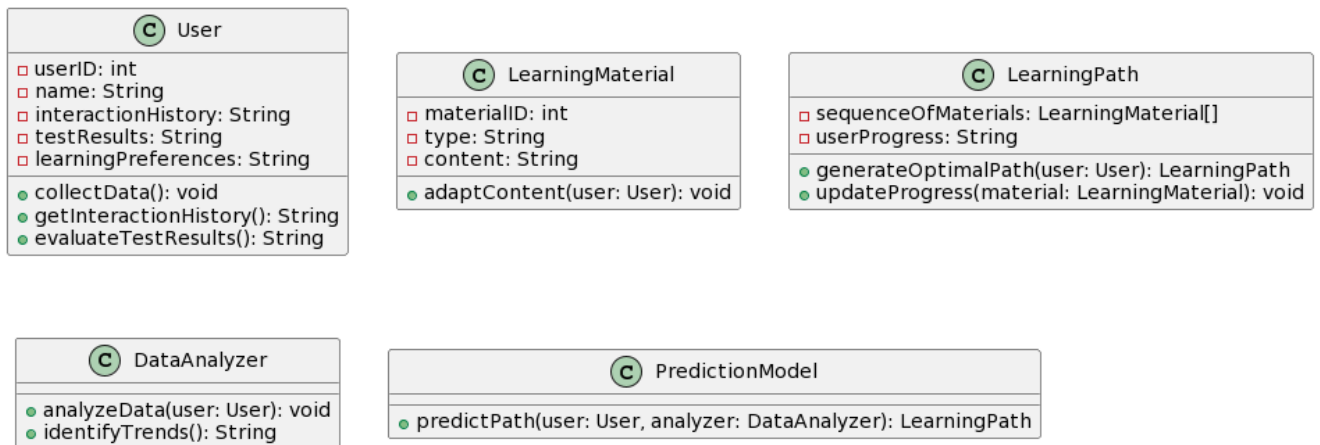 C User
userID: int
name: String
interactionHistory: String
testResults: String
learningPreferences: String
collectData(): void
getInteractionHistory(): String
evaluateTestResults(): String
C LearningMaterial
materialID: int
type: String
content: String
adaptContent(user: User): void
C LearningPath
sequenceOfMaterials: LearningMaterial[]
userProgress: String
generateOptimalPath(user: User): LearningPath
updateProgress(material: LearningMaterial): void
C DataAnalyzer
analyzeData(user: User): void
identifyTrends(): String
C PredictionModel
predictPath(user: User, analyzer: DataAnalyzer): LearningPath